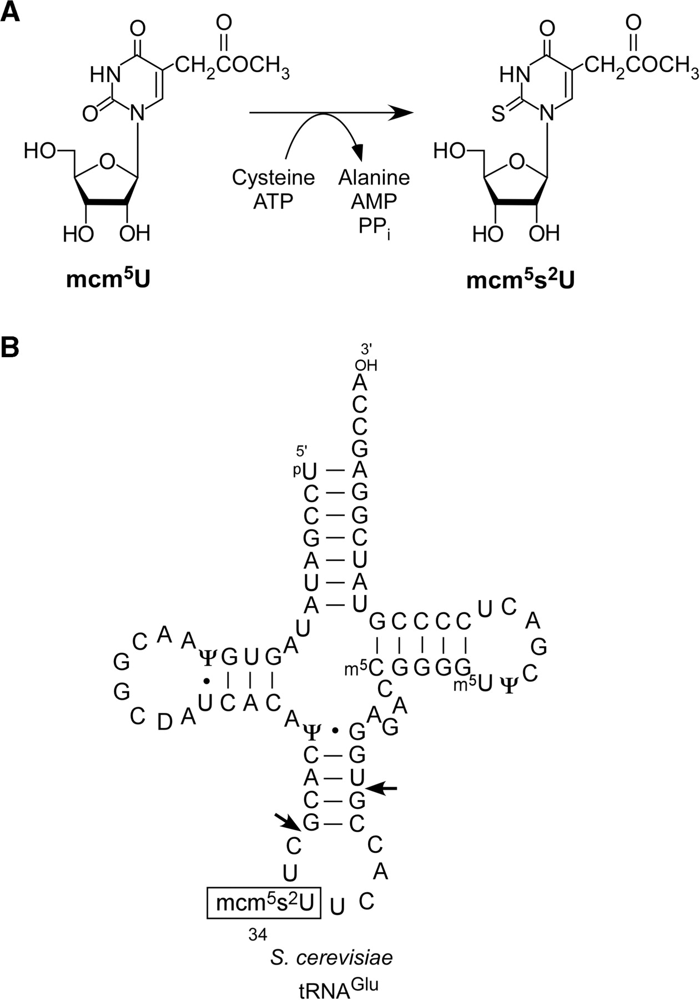 A
O
O
HN
CH2COCH3
O
N
HO
O
HO OH
mcm5U
Cysteine
ATP
Alanine
AMP
PPi
O
O
HN
CH2COCH3
S
N
HO
O
HO OH
mcm5s2U
B
3'
OH
A
C
C
G
5'
pU A
C G
C G
G C
A U
U A
A U
U
A
GCCCC U C A G C
m5C G G G G m5U Ψ
G C A A Ψ G U G
G C D A U C A C
A
C
A
G
A
Ψ • G
C G
A U
C G
G C
C C
U A
mcm5s2U U C
34
S. cerevisiae
tRNAGlu